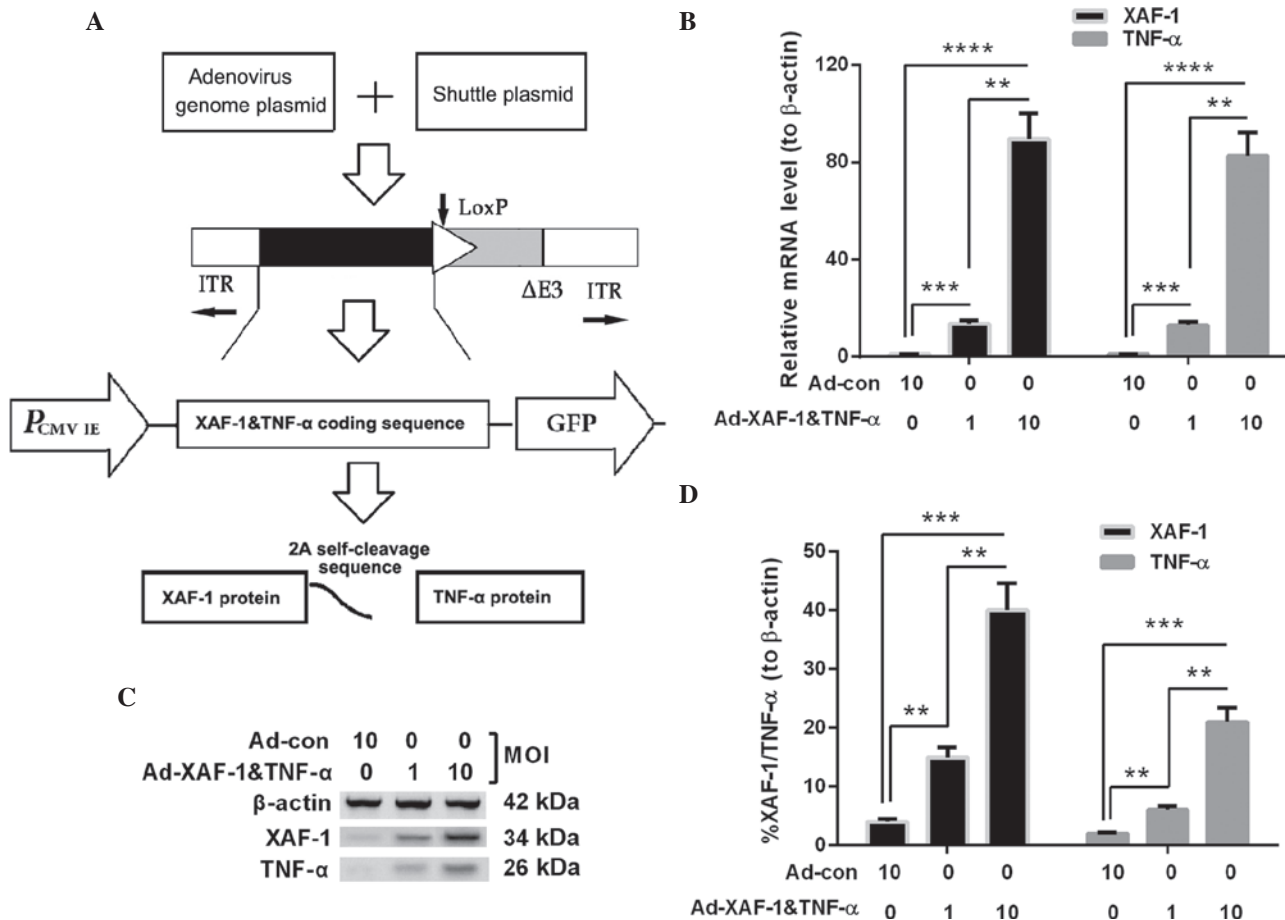 A
Adenovirus
genome plasmid
+
Shuttle plasmid
LoxP
ITR
ΔE3
ITR
PCMV IE
XAF-1&TNF-α coding sequence
GFP
2A self-cleavage
sequence
XAF-1 protein
TNF-α protein
B
XAF-1
TNF-α
Relative mRNA level (to β-actin)
120
80
40
0
****
**
***
****
**
***
Ad-con 10 0 0 10 0 0
Ad-XAF-1&TNF-α 0 1 10 0 1 10
C
Ad-con 10 0 0
Ad-XAF-1&TNF-α 0 1 10
MOI
β-actin 42 kDa
XAF-1 34 kDa
TNF-α 26 kDa
D
XAF-1
TNF-α
%XAF-1/TNF-α (to β-actin)
50
40
30
20
10
0
***
**
**
***
**
**
Ad-con 10 0 0 10 0 0
Ad-XAF-1&TNF-α 0 1 10 0 1 10